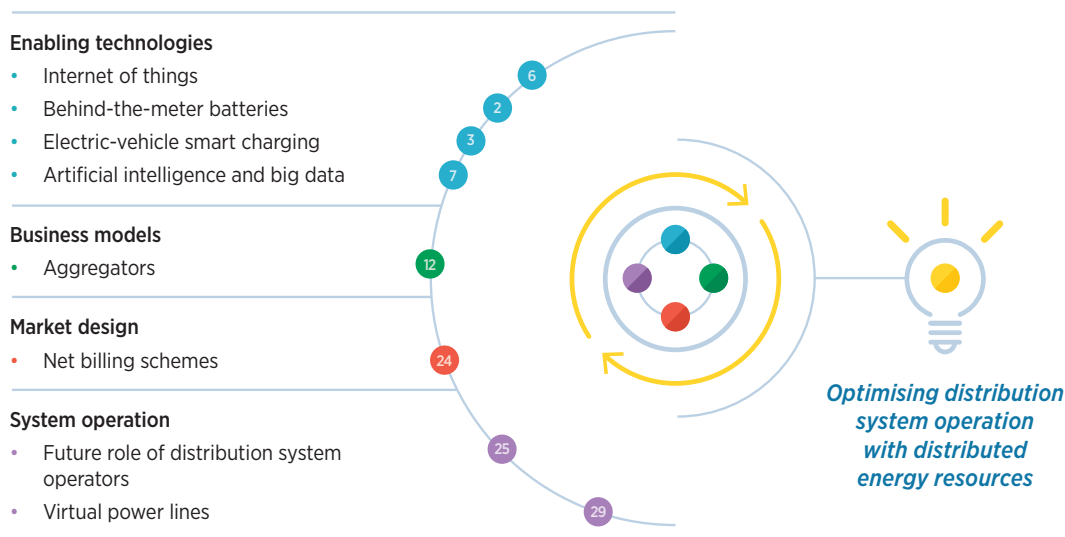 Enabling technologies
• Internet of things
• Behind-the-meter batteries
• Electric-vehicle smart charging
• Artificial intelligence and big data
6
2
3
7
Business models
• Aggregators
12
Market design
• Net billing schemes
24
System operation
• Future role of distribution system
operators
• Virtual power lines
25
29
Optimising distribution
system operation
with distributed
energy resources